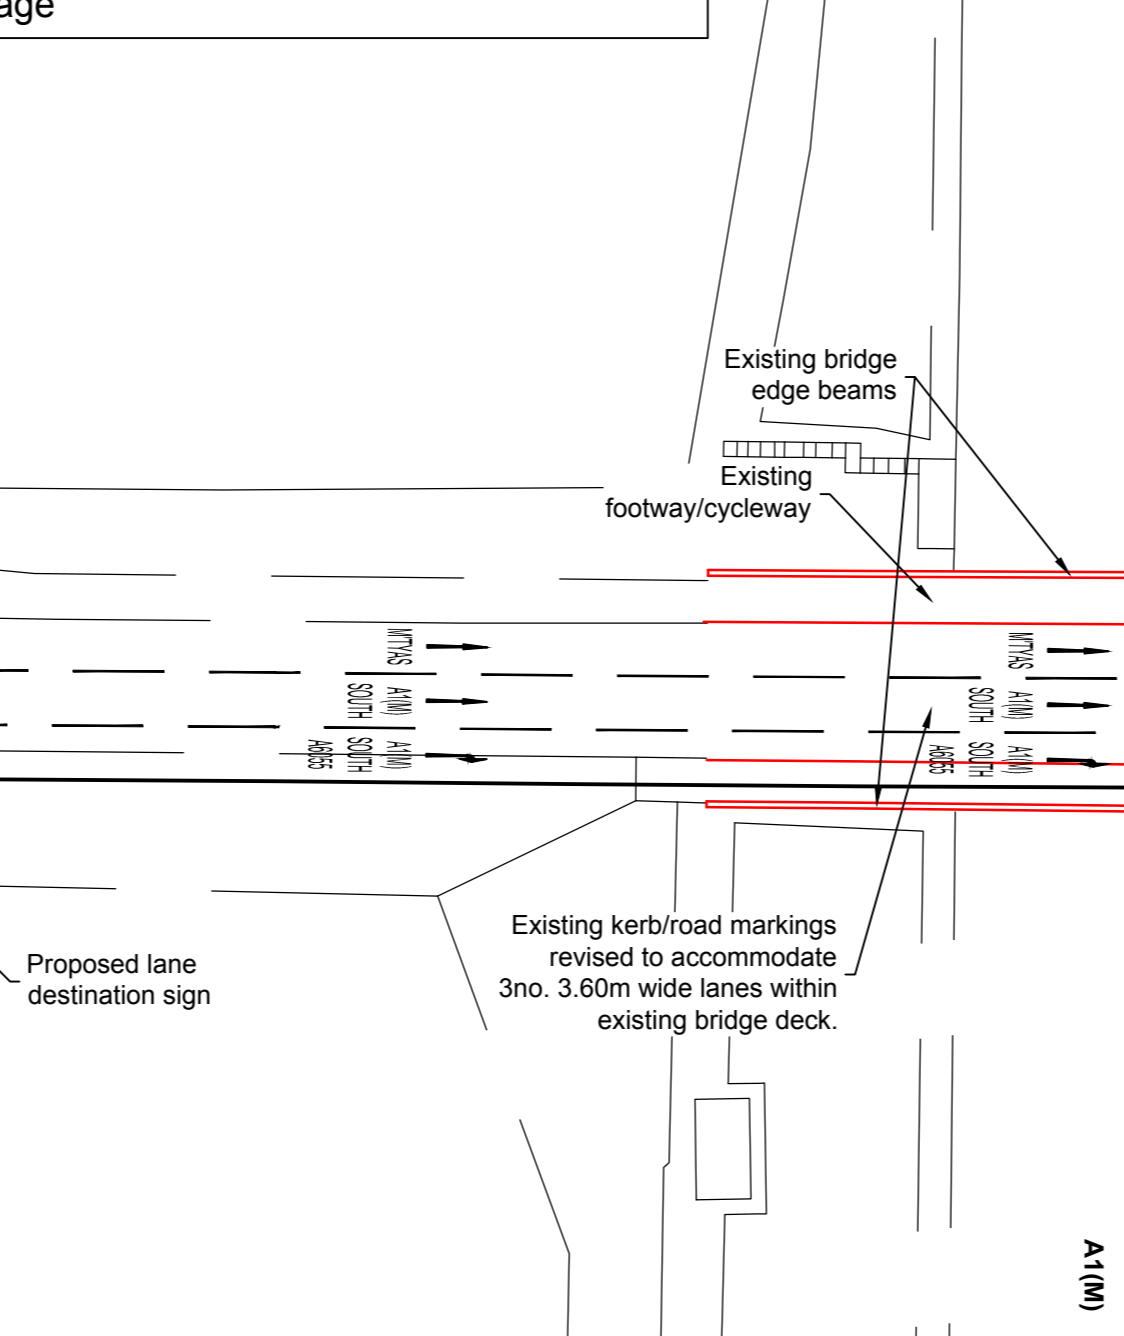 age
Existing bridge
edge beams
Existing
footway/cycleway
MTYAS
A1(M)
SOUTH
A1(M)
SOUTH
A6055
MTYAS
A1(M)
SOUTH
A1(M)
SOUTH
A6055
Existing kerb/road markings
revised to accommodate
3no. 3.60m wide lanes within
existing bridge deck.
Proposed lane
destination sign
A1(M)